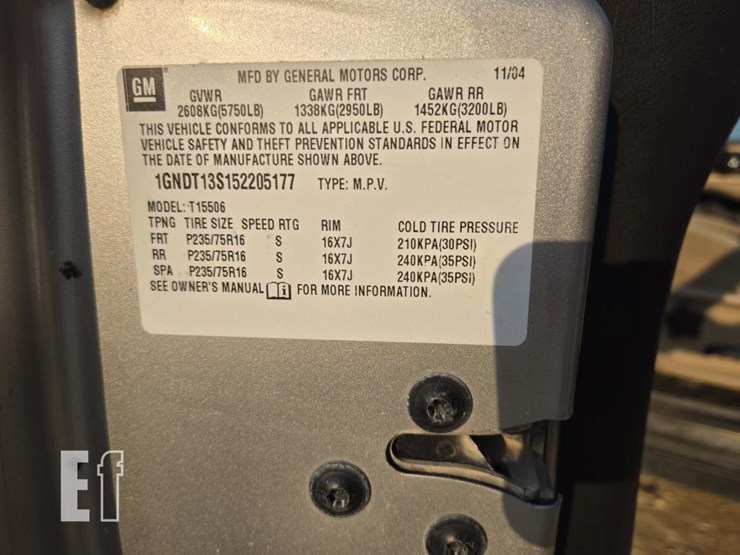 GM
MFD BY GENERAL MOTORS CORP. 11/04
GVWR GAWR FRT GAWR RR
2608KG(5750LB) 1338KG(2950LB) 1452KG(3200LB)
THIS VEHICLE CONFORMS TO ALL APPLICABLE U.S. FEDERAL MOTOR
VEHICLE SAFETY AND THEFT PREVENTION STANDARDS IN EFFECT ON
THE DATE OF MANUFACTURE SHOWN ABOVE.
1GNDT13S152205177 TYPE: M.P.V.
MODEL: T15506
TPNG TIRE SIZE SPEED RTG RIM COLD TIRE PRESSURE
FRT P235/75R16 S 16X7J 210KPA(30PSI)
RR P235/75R16 S 16X7J 240KPA(35PSI)
SPA P235/75R16 S 16X7J 240KPA(35PSI)
SEE OWNER'S MANUAL FOR MORE INFORMATION.
Ef